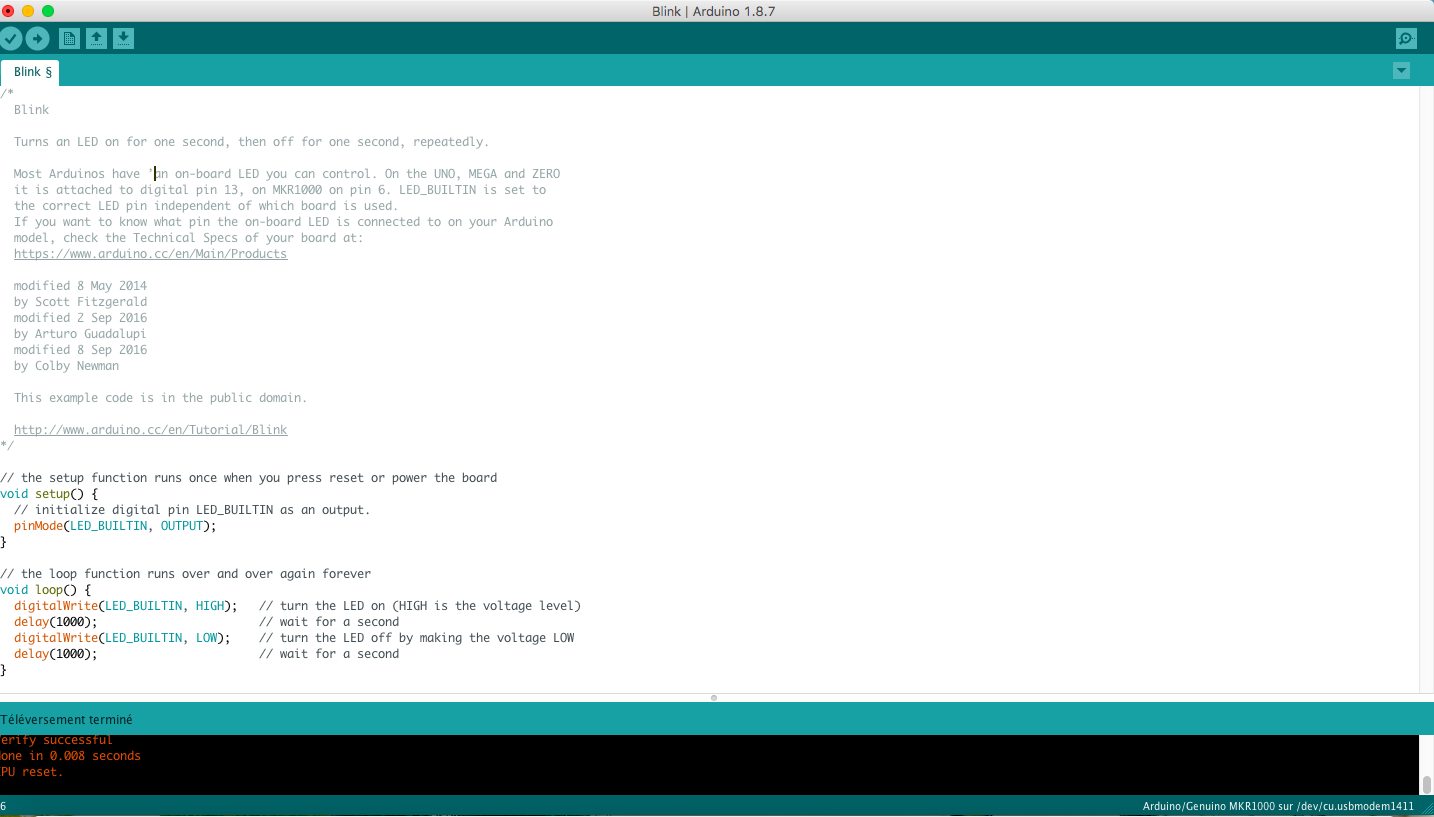 Blink | Arduino 1.8.7
Blink §
/*
Blink
Turns an LED on for one second, then off for one second, repeatedly.
Most Arduinos have 'an on-board LED you can control. On the UNO, MEGA and ZERO
it is attached to digital pin 13, on MKR1000 on pin 6. LED_BUILTIN is set to
the correct LED pin independent of which board is used.
If you want to know what pin the on-board LED is connected to on your Arduino
model, check the Technical Specs of your board at:
https://www.arduino.cc/en/Main/Products
modified 8 May 2014
by Scott Fitzgerald
modified 2 Sep 2016
by Arturo Guadalupi
modified 8 Sep 2016
by Colby Newman
This example code is in the public domain.
http://www.arduino.cc/en/Tutorial/Blink
*/
// the setup function runs once when you press reset or power the board
void setup() {
// initialize digital pin LED_BUILTIN as an output.
pinMode(LED_BUILTIN, OUTPUT);
}
// the loop function runs over and over again forever
void loop() {
digitalWrite(LED_BUILTIN, HIGH);   // turn the LED on (HIGH is the voltage level)
delay(1000);                       // wait for a second
digitalWrite(LED_BUILTIN, LOW);    // turn the LED off by making the voltage LOW
delay(1000);                       // wait for a second
}
Téléversement terminé
erify successful
one in 0.008 seconds
PU reset.
6 Arduino/Genuino MKR1000 sur /dev/cu.usbmodem1411